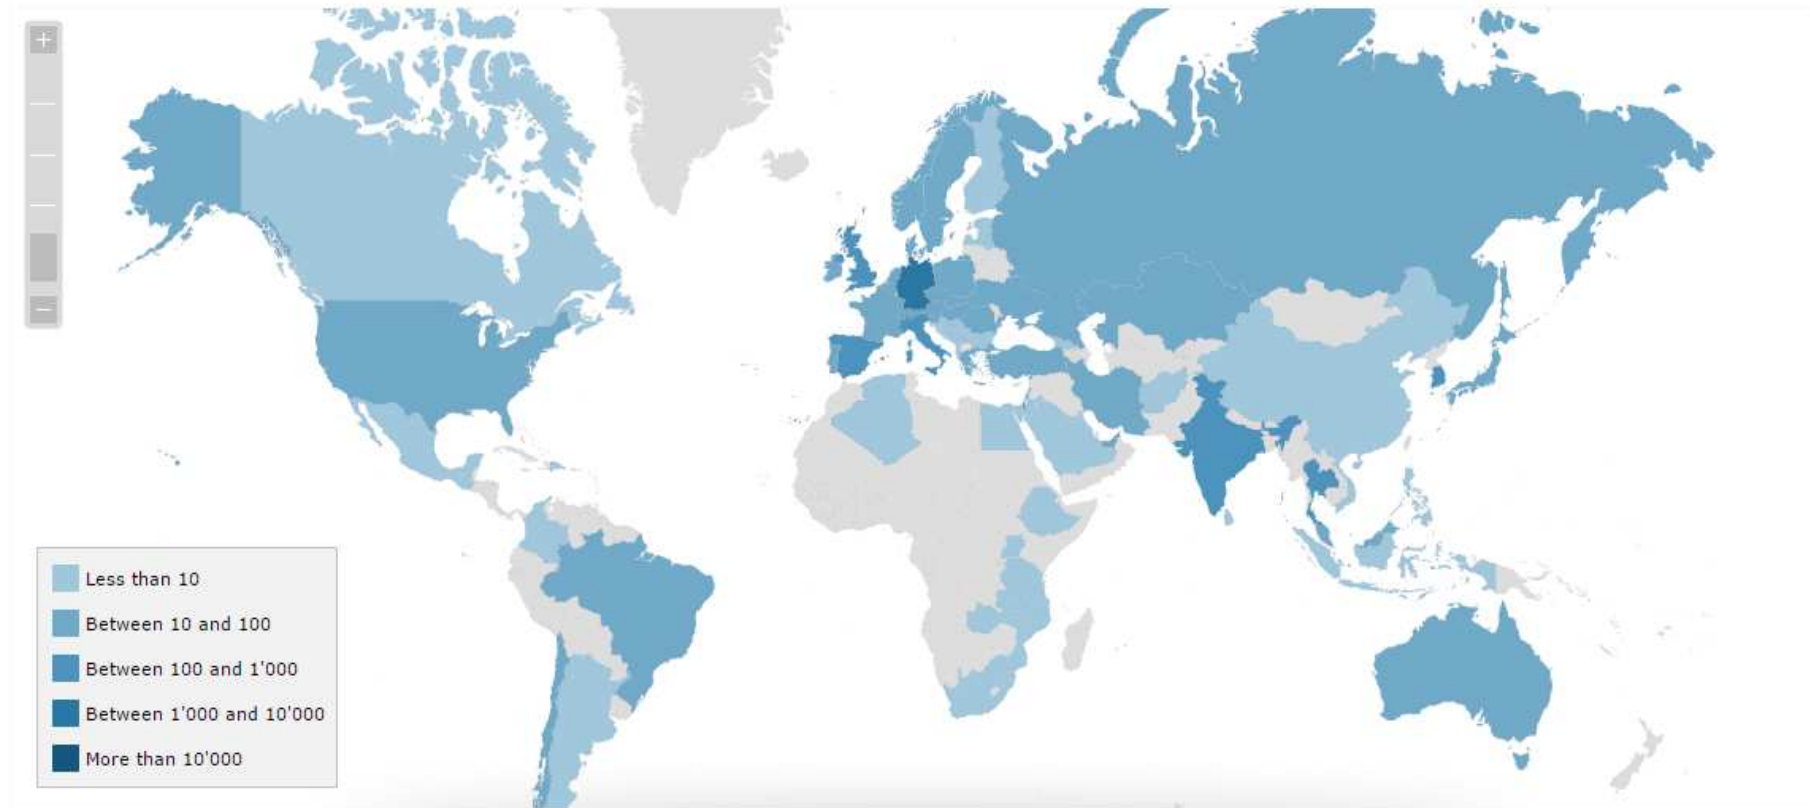 +
−
Less than 10
Between 10 and 100
Between 100 and 1'000
Between 1'000 and 10'000
More than 10'000